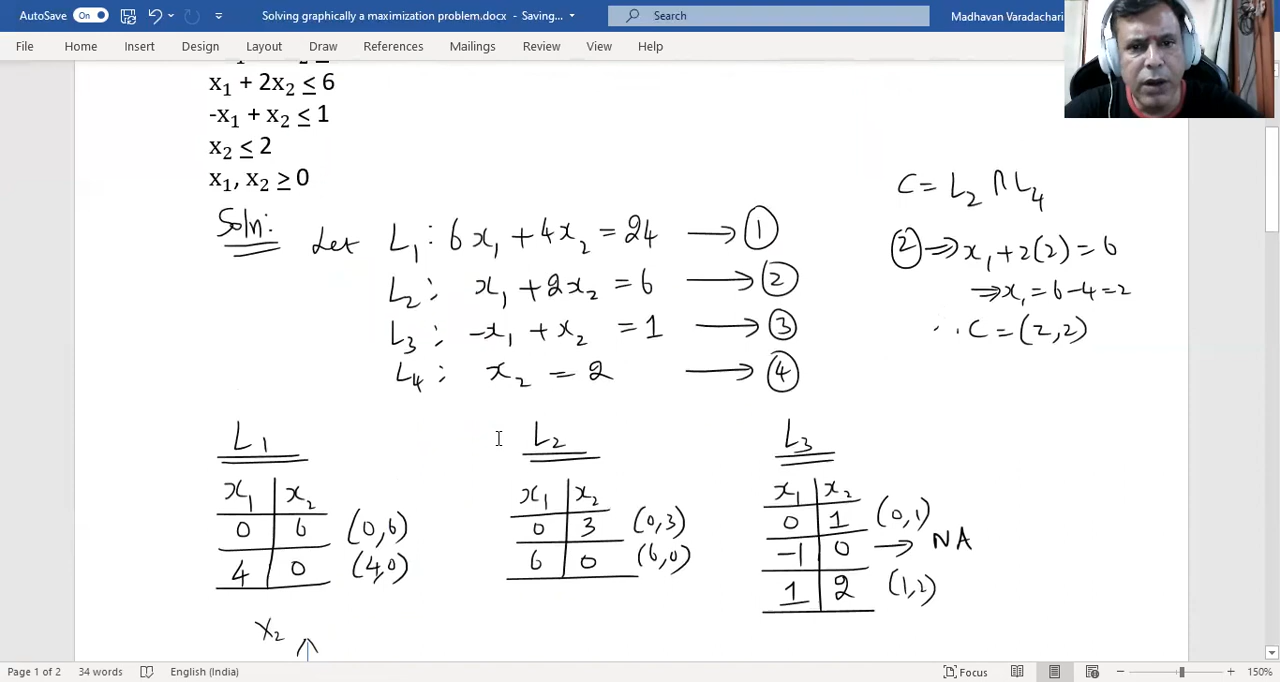 AutoSave On Solving graphically a maximization problem.docx - Saving... Search Madhavan Varadachari
File Home Insert Design Layout Draw References Mailings Review View Help
x₁ + 2x₂ ≤ 6
-x₁ + x₂ ≤ 1
x₂ ≤ 2
x₁, x₂ ≥ 0
Soln:
Let L₁: 6x₁ + 4x₂ = 24 → ①
L₂: x₁ + 2x₂ = 6 → ②
L₃: -x₁ + x₂ = 1 → ③
L₄: x₂ = 2 → ④
C = L₂ ∩ L₄
② ⇒ x₁ + 2(2) = 6
⇒ x₁ = 6 - 4 = 2
∴ C = (2,2)
L₁
x₁ x₂
0 6 (0,6)
4 0 (4,0)
L₂
x₁ x₂
0 3 (0,3)
6 0 (6,0)
L₃
x₁ x₂
0 1 (0,1)
-1 0 → NA
1 2 (1,2)
X₂
Page 1 of 2 34 words English (India) Focus 150%